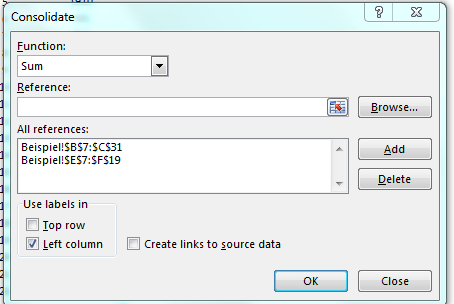 Consolidate
Function:
Sum
Reference:
Browse...
All references:
Beispiel!$B$7:$C$31
Beispiel!$E$7:$F$19
Add
Delete
Use labels in
Top row
Left column
Create links to source data
OK
Close